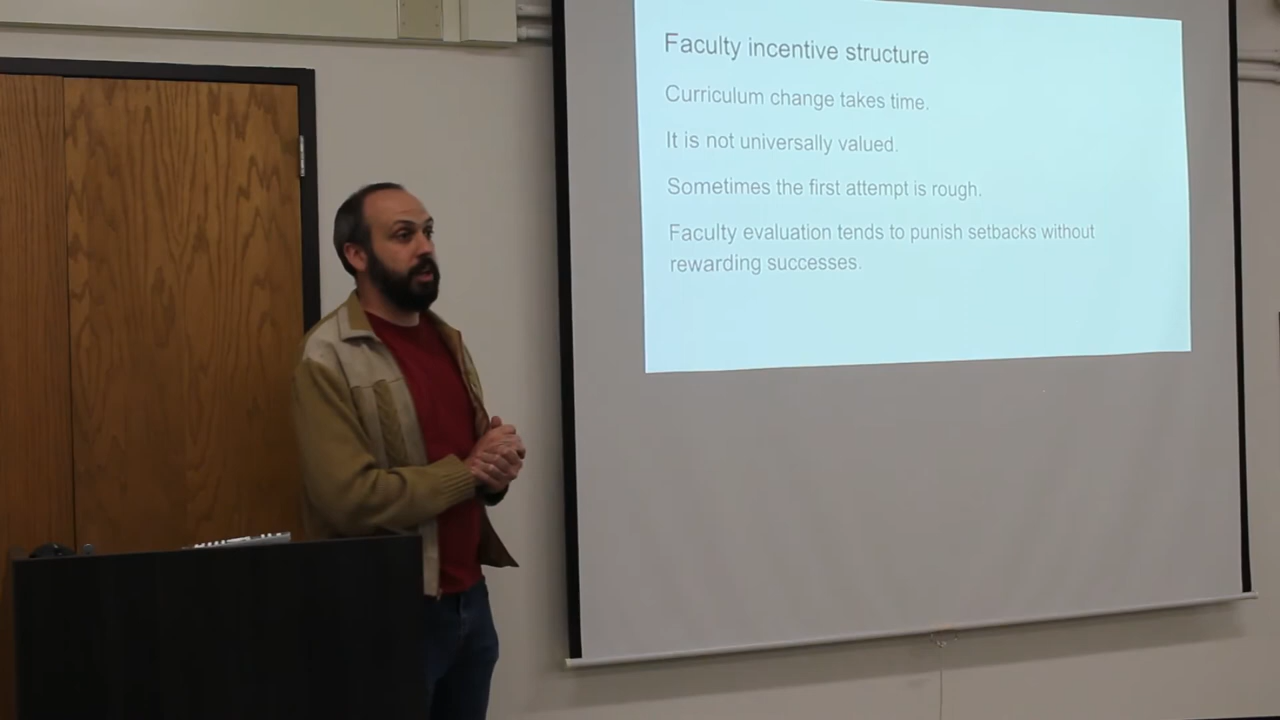 Faculty incentive structure
Curriculum change takes time.
It is not universally valued.
Sometimes the first attempt is rough.
Faculty evaluation tends to punish setbacks without
rewarding successes.